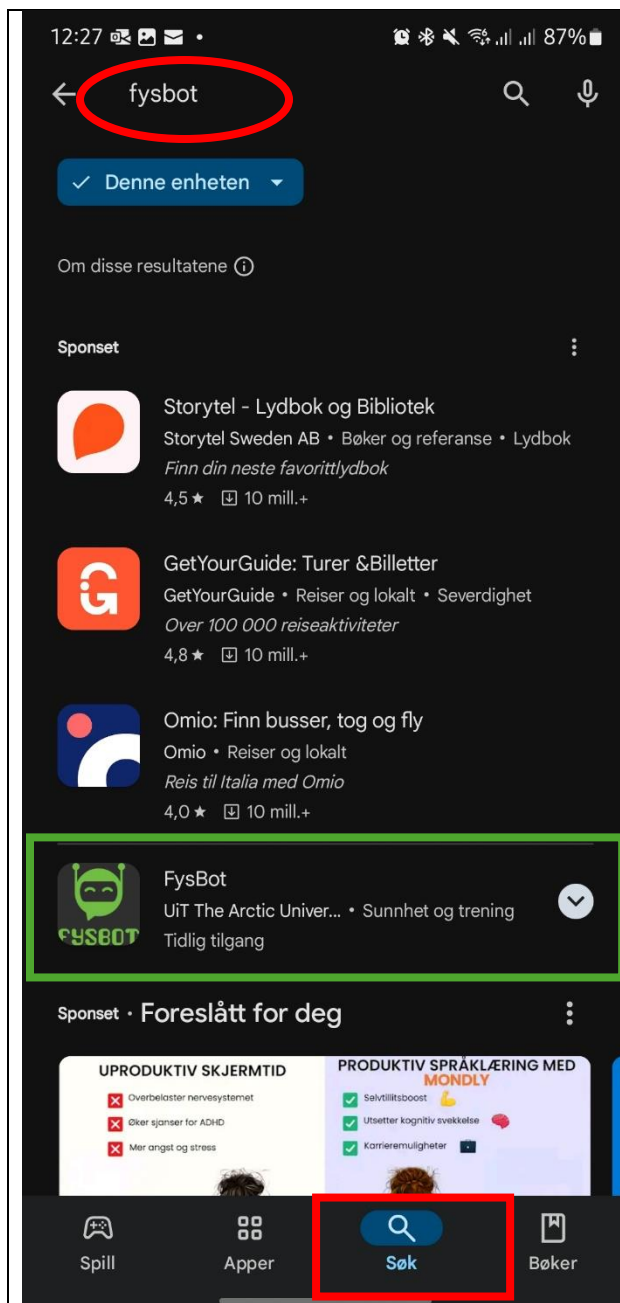 12:27
87%
fysbot
Denne enheten
Om disse resultatene
Sponset
Storytel - Lydbok og Bibliotek
Storytel Sweden AB • Bøker og referanse • Lydbok
Finn din neste favorittlydbok
4,5★ 10 mill.+
GetYourGuide: Turer &Billetter
GetYourGuide • Reiser og lokalt • Severdighet
Over 100 000 reiseaktiviteter
4,8★ 10 mill.+
Omio: Finn busser, tog og fly
Omio • Reiser og lokalt
Reis til Italia med Omio
4,0★ 10 mill.+
FYSBOT
FysBot
UiT The Arctic Univer... • Sunnhet og trening
Tidlig tilgang
Sponset • Foreslått for deg
UPRODUKTIV SKJERMTID
Overbelaster nervesystemet
Øker sjanser for ADHD
Mer angst og stress
PRODUKTIV SPRÅKLÆRING MED
MONDLY
Selvtillitsboost
Utsetter kognitiv svekkelse
Karrieremuligheter
Spill
Apper
Søk
Bøker